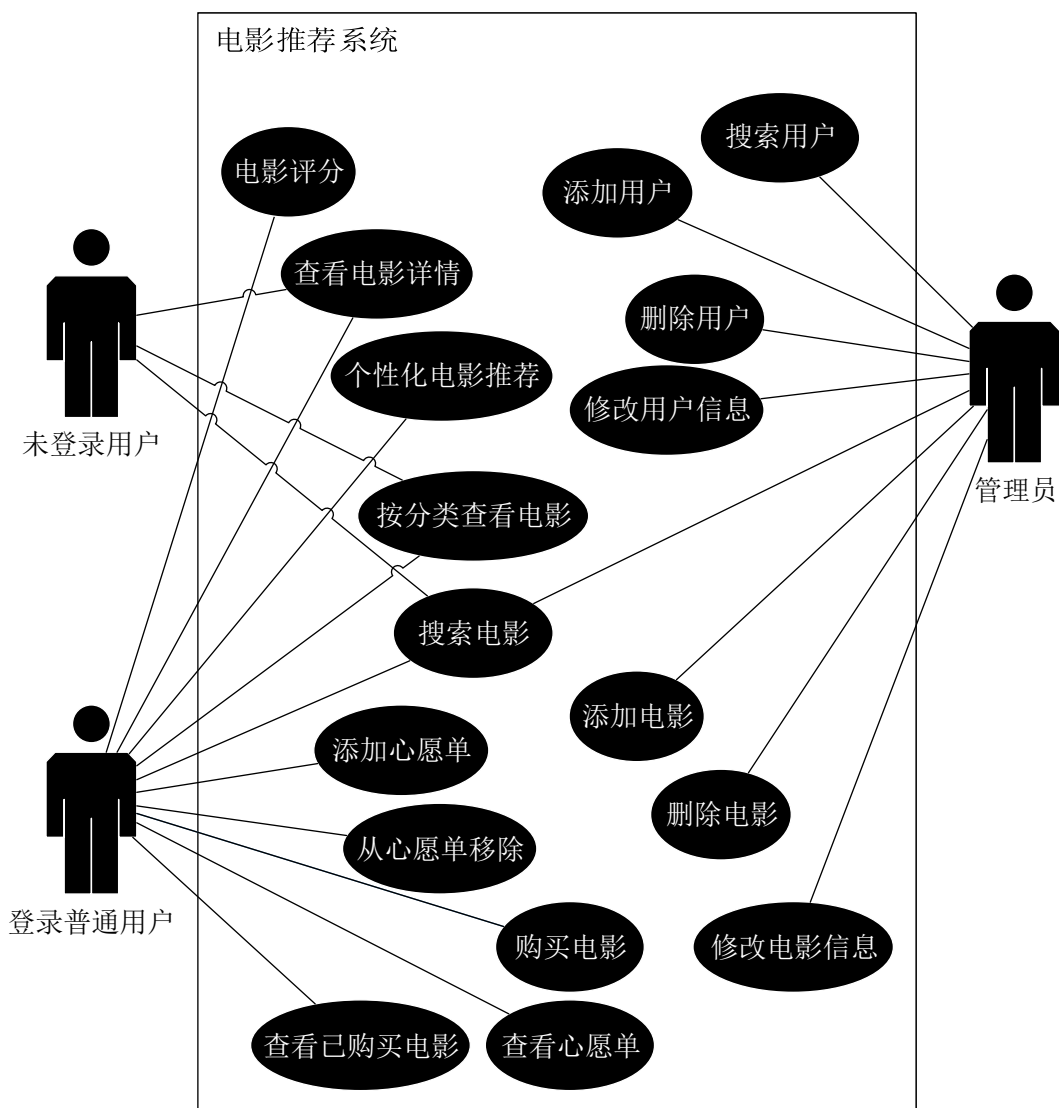 电影推荐系统
搜索用户
电影评分
添加用户
查看电影详情
删除用户
个性化电影推荐
修改用户信息
未登录用户
管理员
按分类查看电影
搜索电影
添加电影
添加心愿单
删除电影
从心愿单移除
登录普通用户
购买电影
修改电影信息
查看已购买电影
查看心愿单